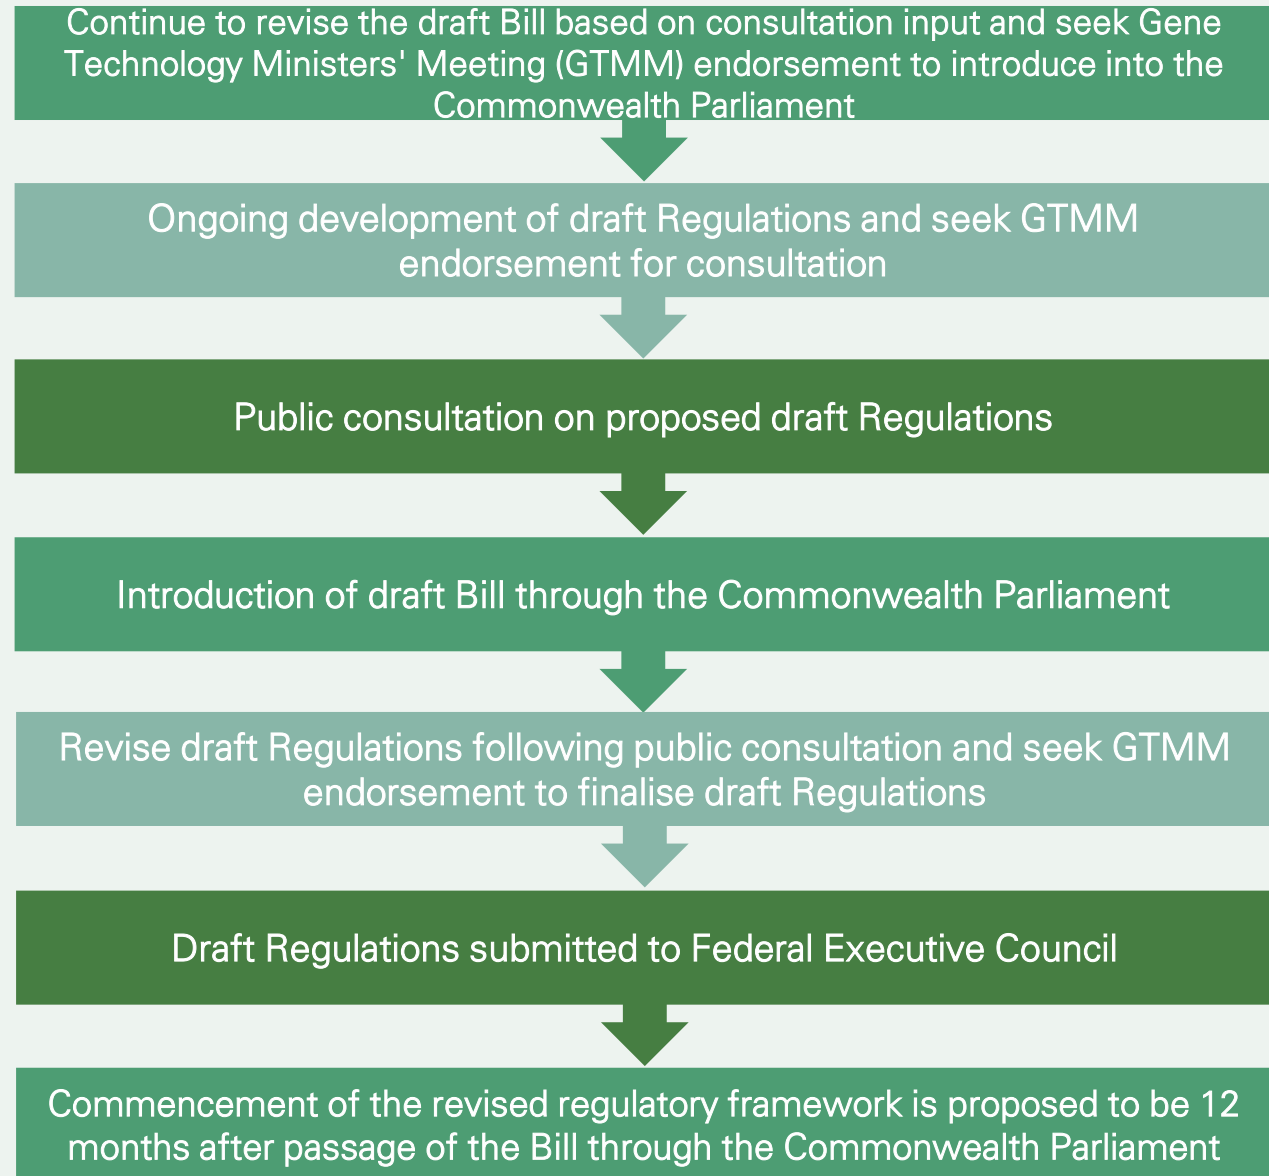 Continue to revise the draft Bill based on consultation input and seek Gene
Technology Ministers' Meeting (GTMM) endorsement to introduce into the
Commonwealth Parliament
Ongoing development of draft Regulations and seek GTMM
endorsement for consultation
Public consultation on proposed draft Regulations
Introduction of draft Bill through the Commonwealth Parliament
Revise draft Regulations following public consultation and seek GTMM
endorsement to finalise draft Regulations
Draft Regulations submitted to Federal Executive Council
Commencement of the revised regulatory framework is proposed to be 12
months after passage of the Bill through the Commonwealth Parliament